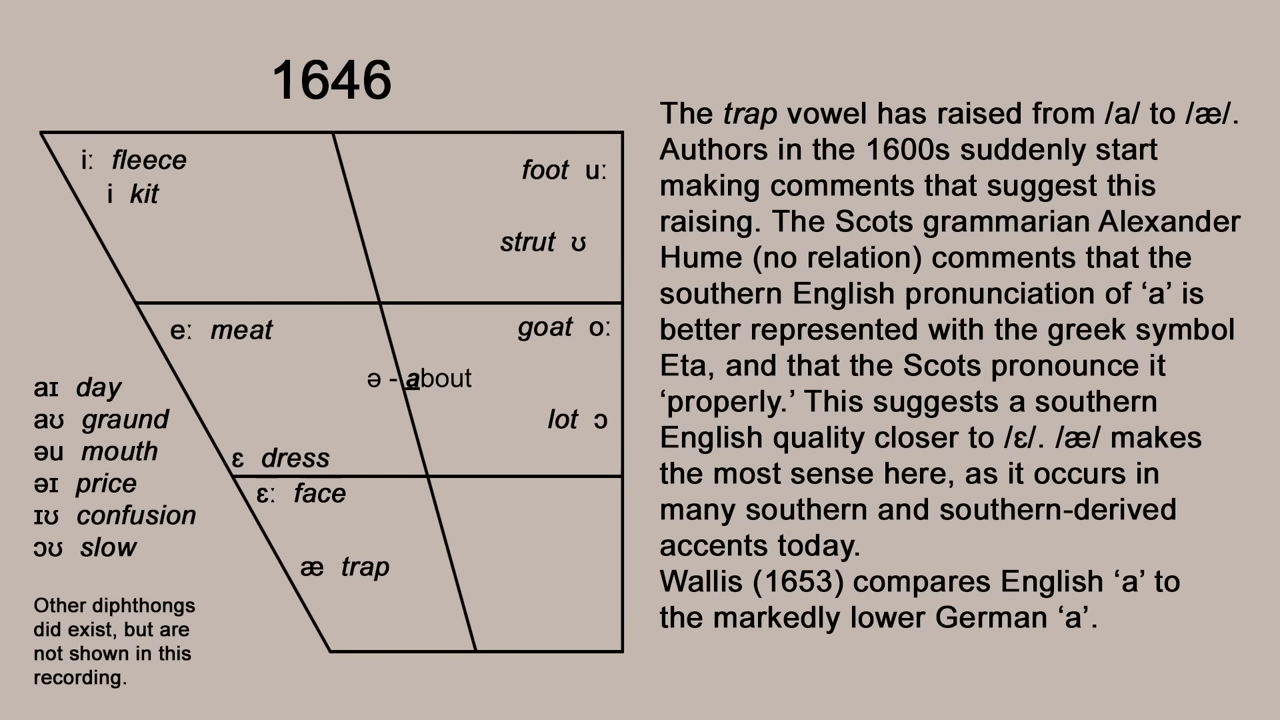 1646
iː fleece
i kit
foot uː
strut ʊ
eː meat
goat oː
ə - about
lot ɔ
ɛ dress
ɛː face
æ trap
aɪ day
aʊ graund
əu mouth
əɪ price
ɪʊ confusion
ɔʊ slow
Other diphthongs
did exist, but are
not shown in this
recording.
The trap vowel has raised from /a/ to /æ/.
Authors in the 1600s suddenly start
making comments that suggest this
raising. The Scots grammarian Alexander
Hume (no relation) comments that the
southern English pronunciation of ‘a’ is
better represented with the greek symbol
Eta, and that the Scots pronounce it
‘properly.’ This suggests a southern
English quality closer to /ɛ/. /æ/ makes
the most sense here, as it occurs in
many southern and southern-derived
accents today.
Wallis (1653) compares English ‘a’ to
the markedly lower German ‘a’.